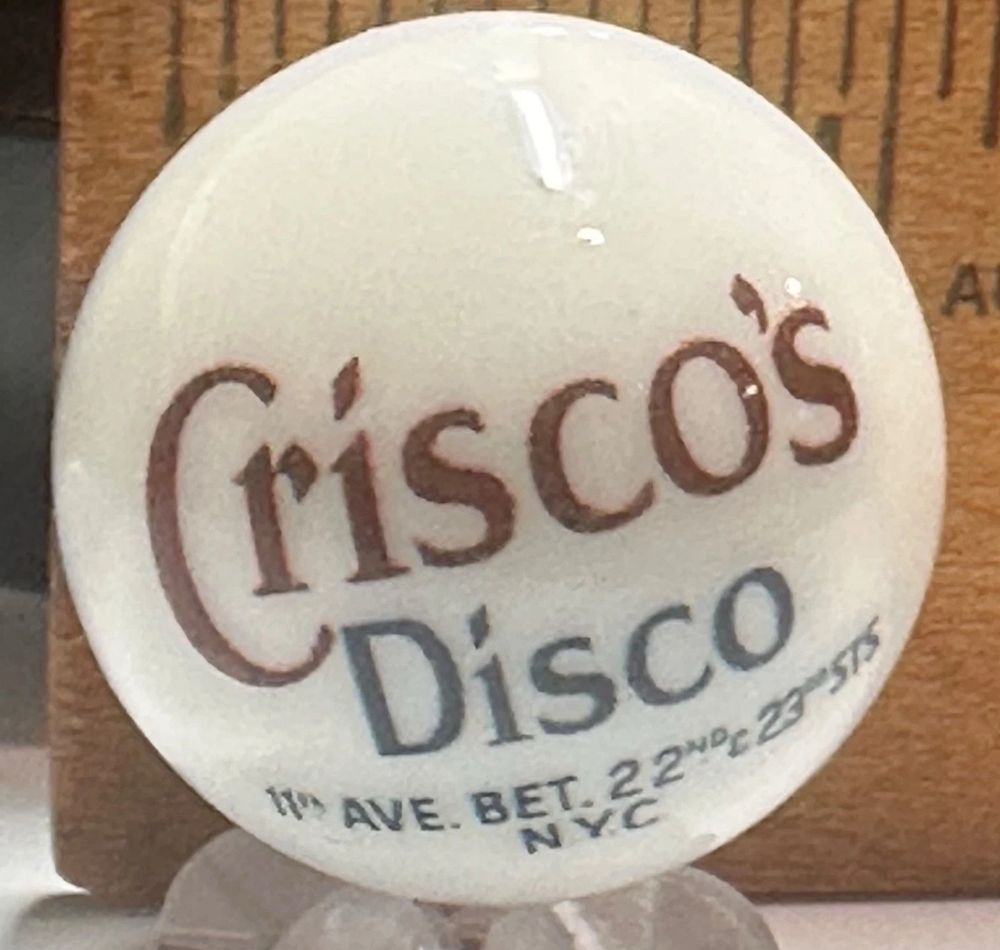 Crisco's
Disco
11th AVE. BET. 22ND & 23RD STS
N.Y.C